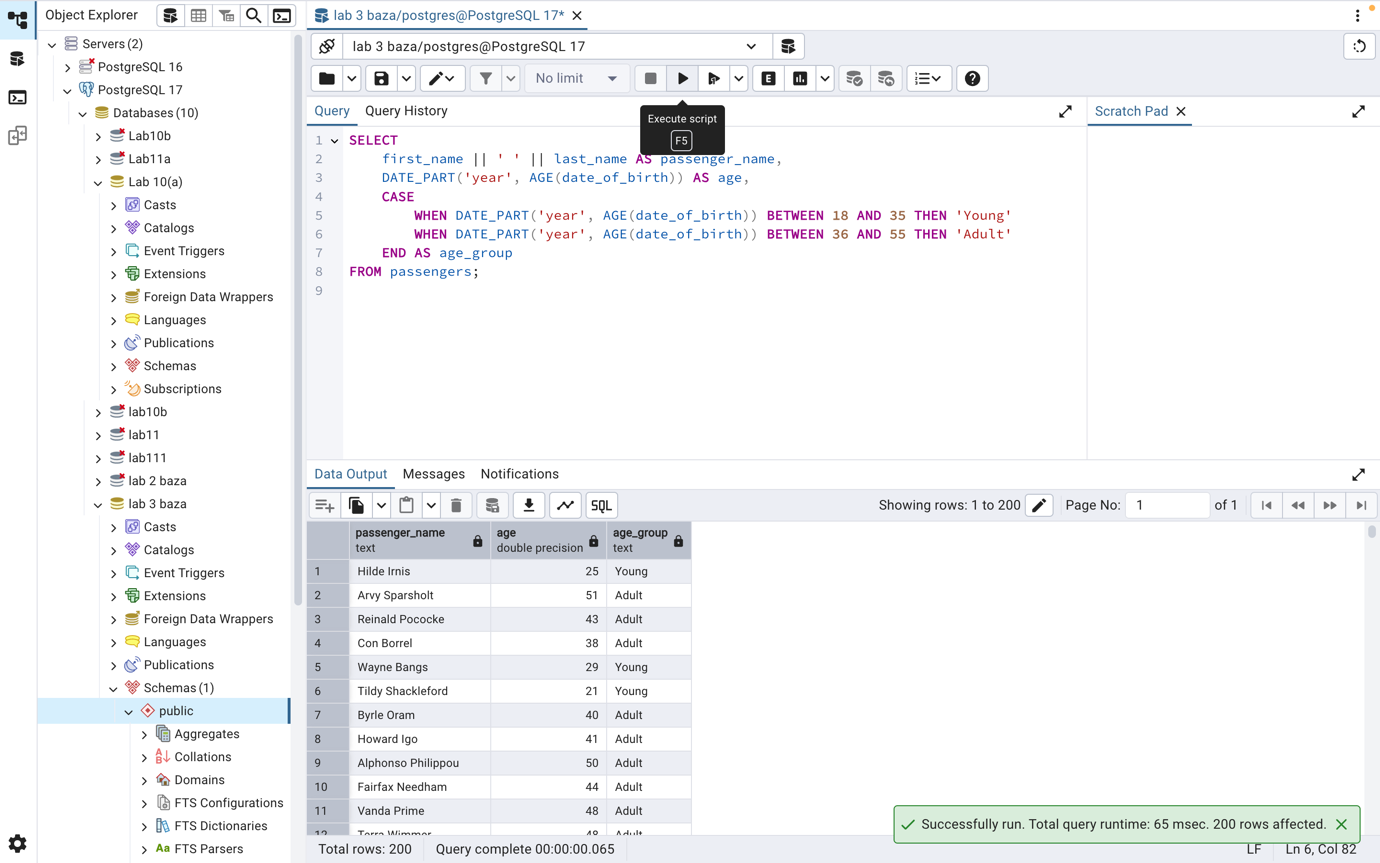 Object Explorer
lab 3 baza/postgres@PostgreSQL 17*
Servers (2)
PostgreSQL 16
PostgreSQL 17
Databases (10)
Lab10b
Lab11a
Lab 10(a)
Casts
Catalogs
Event Triggers
Extensions
Foreign Data Wrappers
Languages
Publications
Schemas
Subscriptions
lab10b
lab11
lab111
lab 2 baza
lab 3 baza
Casts
Catalogs
Event Triggers
Extensions
Foreign Data Wrappers
Languages
Publications
Schemas (1)
public
Aggregates
Collations
Domains
FTS Configurations
FTS Dictionaries
Aa FTS Parsers
lab 3 baza/postgres@PostgreSQL 17
No limit
E
Query Query History
Execute script
F5
Scratch Pad
1 SELECT
2 first_name || ' ' || last_name AS passenger_name,
3 DATE_PART('year', AGE(date_of_birth)) AS age,
4 CASE
5 WHEN DATE_PART('year', AGE(date_of_birth)) BETWEEN 18 AND 35 THEN 'Young'
6 WHEN DATE_PART('year', AGE(date_of_birth)) BETWEEN 36 AND 55 THEN 'Adult'
7 END AS age_group
8 FROM passengers;
9
Data Output Messages Notifications
SQL Showing rows: 1 to 200 Page No: 1 of 1
passenger_name age age_group
text double precision text
1 Hilde Irnis 25 Young
2 Arvy Sparsholt 51 Adult
3 Reinald Pococke 43 Adult
4 Con Borrel 38 Adult
5 Wayne Bangs 29 Young
6 Tildy Shackleford 21 Young
7 Byrle Oram 40 Adult
8 Howard Igo 41 Adult
9 Alphonso Philippou 50 Adult
10 Fairfax Needham 44 Adult
11 Vanda Prime 48 Adult
12 Torra Wimmer 48 Adult
Successfully run. Total query runtime: 65 msec. 200 rows affected.
Total rows: 200 Query complete 00:00:00.065 LF Ln 6, Col 82